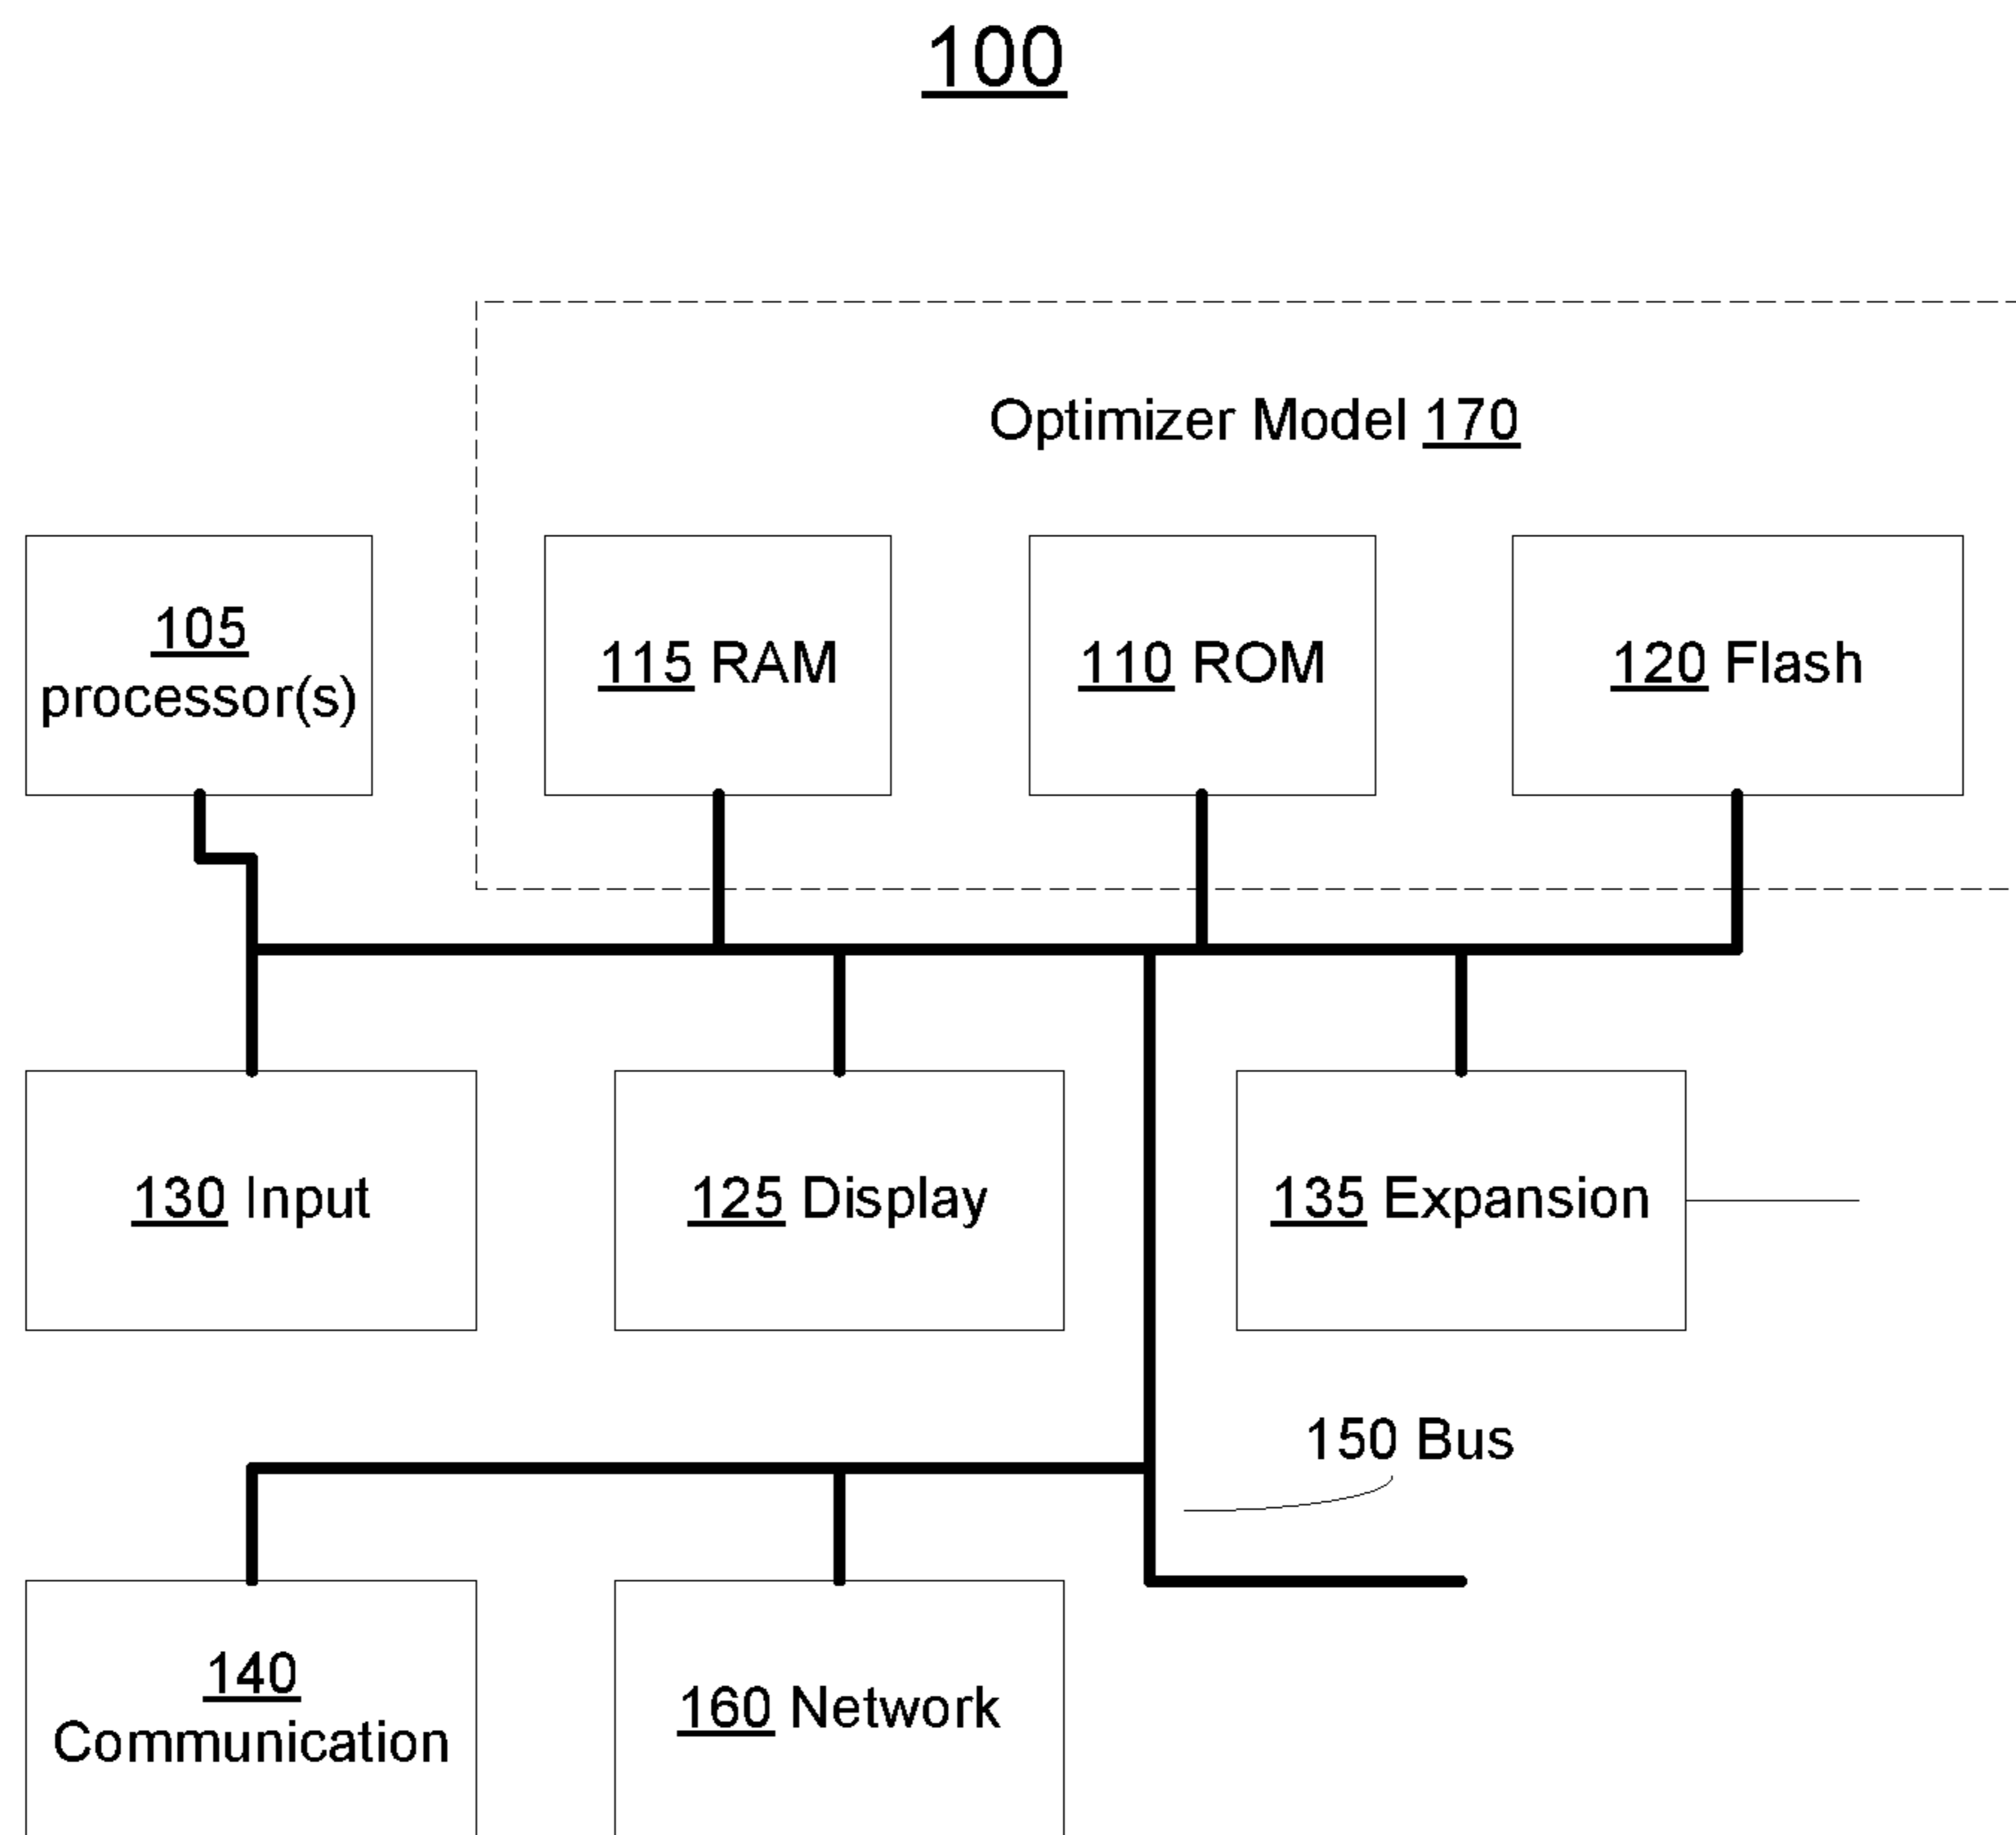 100
Optimizer Model 170
105
processor(s)
115 RAM
110 ROM
120 Flash
130 Input
125 Display
135 Expansion
150 Bus
140
Communication
160 Network